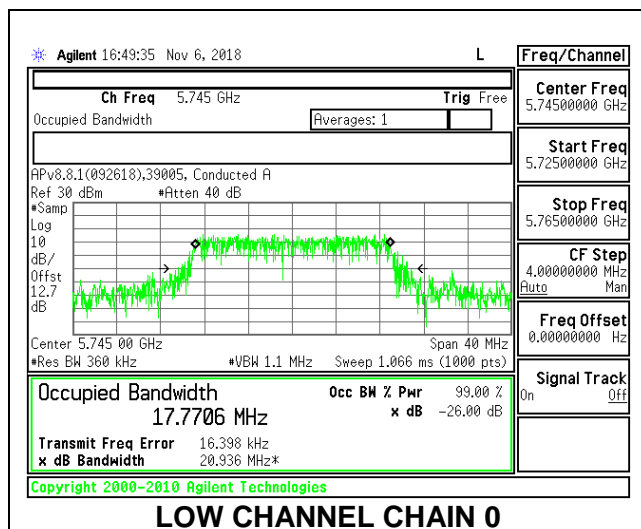 Agilent 16:49:35 Nov 6, 2018 L Freq/Channel
Ch Freq 5.745 GHz Trig Free
Occupied Bandwidth Averages: 1
APv8.8.1(092618),39005, Conducted A
Ref 30 dBm #Atten 40 dB
#Samp
Log
10
dB/
Offst
12.7
dB
Center 5.745 00 GHz Span 40 MHz
#Res BW 360 kHz #VBW 1.1 MHz Sweep 1.066 ms (1000 pts)
Occupied Bandwidth Occ BW % Pwr 99.00 %
17.7706 MHz x dB -26.00 dB
Transmit Freq Error 16.398 kHz
x dB Bandwidth 20.936 MHz*
Copyright 2000-2010 Agilent Technologies
Center Freq
5.74500000 GHz
Start Freq
5.72500000 GHz
Stop Freq
5.76500000 GHz
CF Step
4.00000000 MHz
Auto Man
Freq Offset
0.00000000 Hz
Signal Track
On Off
LOW CHANNEL CHAIN 0